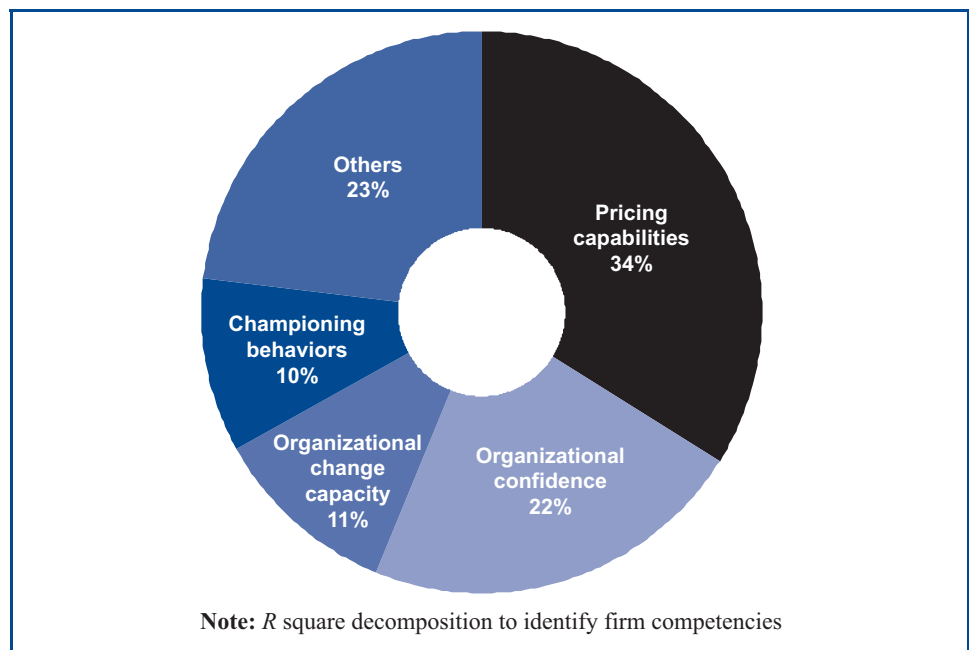 Others
23%
Pricing
capabilities
34%
Championing
behaviors
10%
Organizational
change
capacity
11%
Organizational
confidence
22%
Note: R square decomposition to identify firm competencies